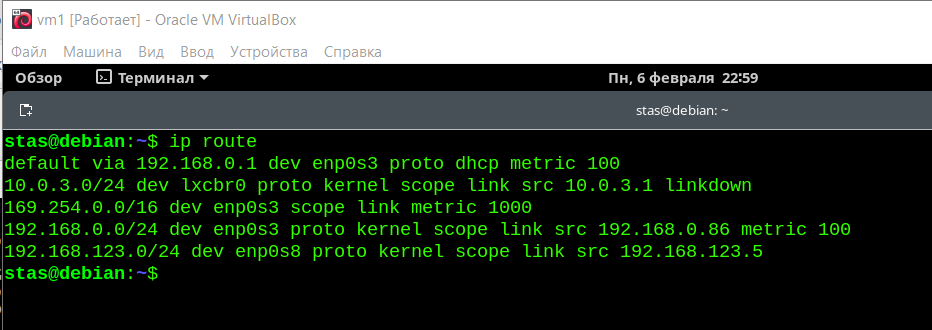 vm1 [Работает] - Oracle VM VirtualBox
Файл Машина Вид Ввод Устройства Справка
Обзор Терминал Пн, 6 февраля 22:59
stas@debian: ~
stas@debian:~$ ip route
default via 192.168.0.1 dev enp0s3 proto dhcp metric 100
10.0.3.0/24 dev lxcbr0 proto kernel scope link src 10.0.3.1 linkdown
169.254.0.0/16 dev enp0s3 scope link metric 1000
192.168.0.0/24 dev enp0s3 proto kernel scope link src 192.168.0.86 metric 100
192.168.123.0/24 dev enp0s8 proto kernel scope link src 192.168.123.5
stas@debian:~$